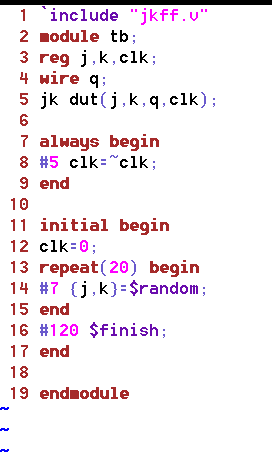 1 `include "jkff.v"
2 module tb;
3 reg j,k,clk;
4 wire q;
5 jk dut(j,k,q,clk);
6
7 always begin
8 #5 clk=~clk;
9 end
10
11 initial begin
12 clk=0;
13 repeat(20) begin
14 #7 {j,k}=$random;
15 end
16 #120 $finish;
17 end
18
19 endmodule
~
~
~